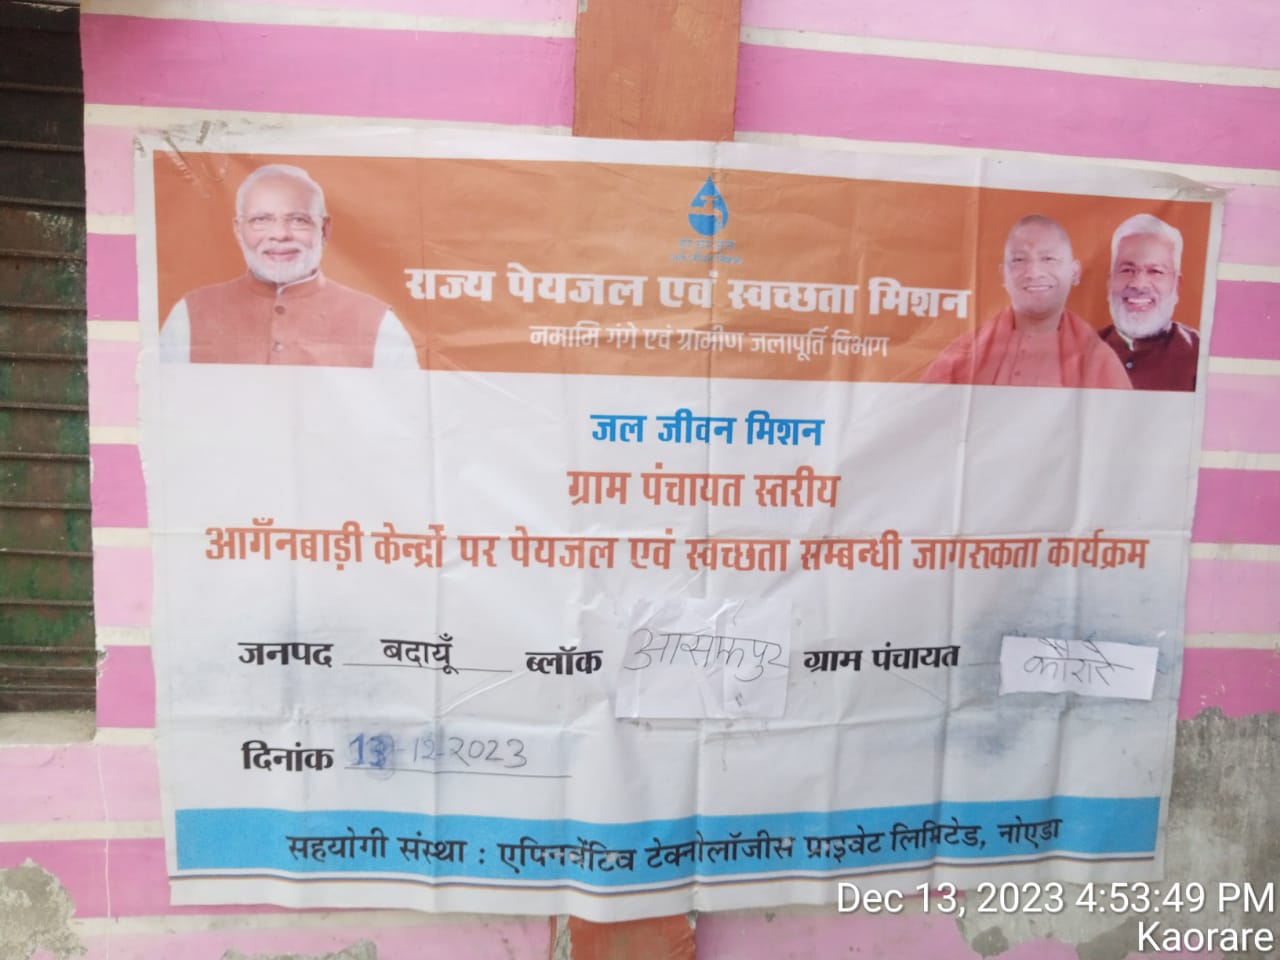 राज्य पेयजल एवं स्वच्छता मिशन
नमामि गंगे एवं ग्रामीण जलापूर्ति विभाग
जल जीवन मिशन
ग्राम पंचायत स्तरीय
आगँनबाड़ी केन्द्रों पर पेयजल एवं स्वच्छता सम्बन्धी जागरुकता कार्यक्रम
जनपद बदायूँ ब्लॉक आसफपुर ग्राम पंचायत कौरारे
दिनांक 13-12-2023
सहयोगी संस्था : एपिनवेंटिव टेक्नोलॉजीस प्राइवेट लिमिटेड, नोएडा
Dec 13, 2023 4:53:49 PM
Kaorare